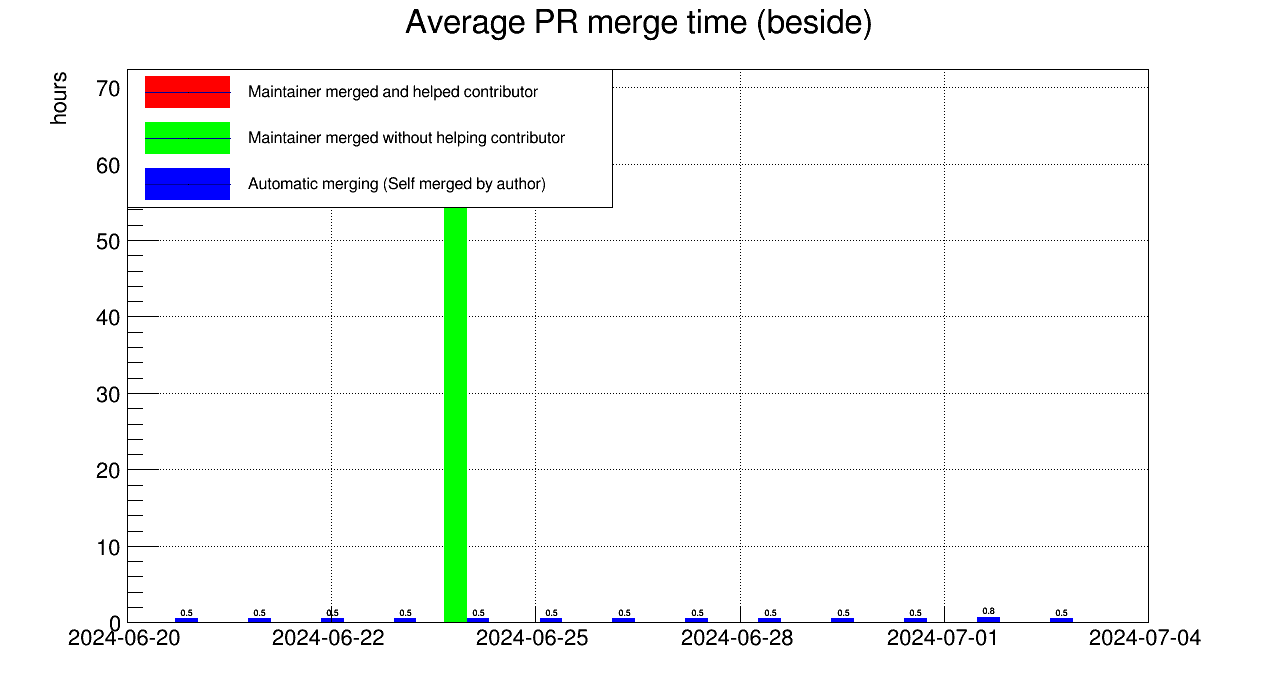 Average PR merge time (beside)
hours
70
60
50
40
30
20
10
0
Maintainer merged and helped contributor
Maintainer merged without helping contributor
Automatic merging (Self merged by author)
0.5 0.5 0.5 0.5 0.5 0.5 0.5 0.5 0.5 0.5 0.5 0.8 0.5
2024-06-20 2024-06-22 2024-06-25 2024-06-28 2024-07-01 2024-07-04